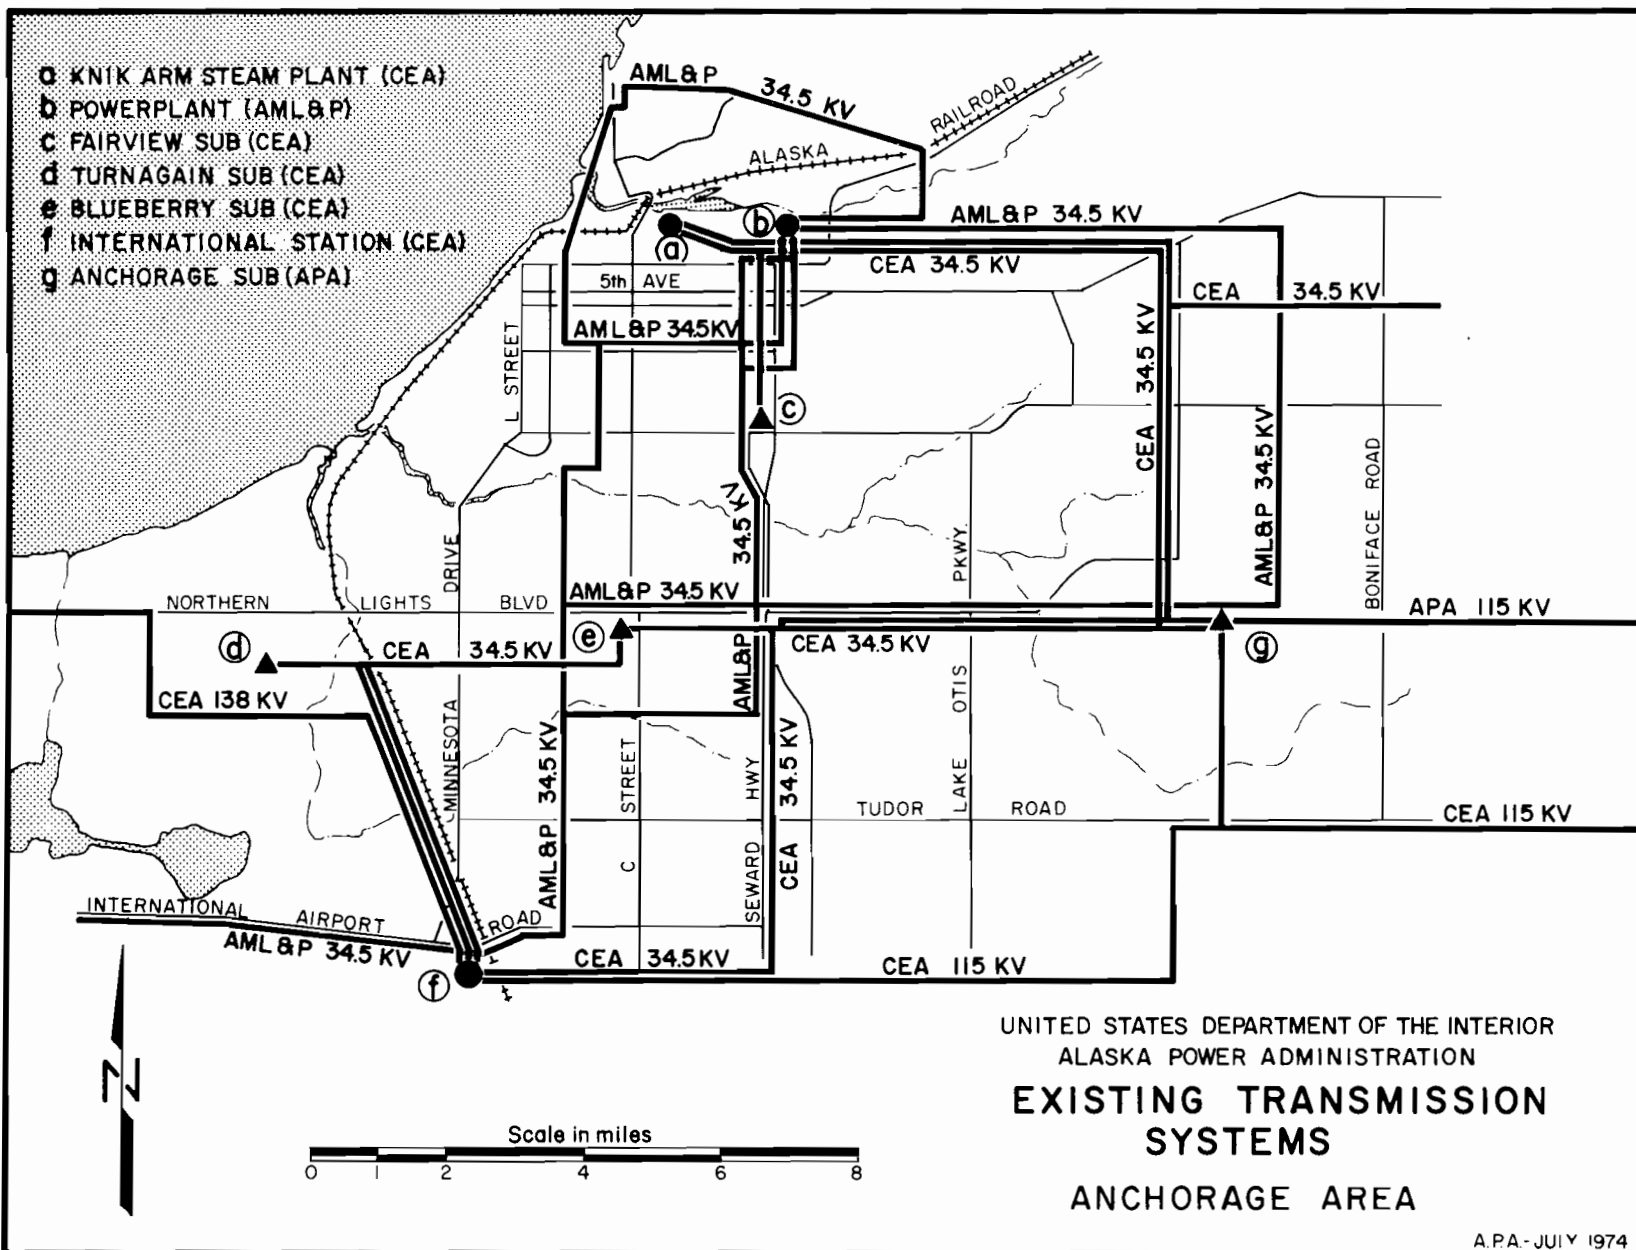 a KNIK ARM STEAM PLANT (CEA)
b POWERPLANT (AML&P)
c FAIRVIEW SUB (CEA)
d TURNAGAIN SUB (CEA)
e BLUEBERRY SUB (CEA)
f INTERNATIONAL STATION (CEA)
g ANCHORAGE SUB (APA)
AML&P 34.5 KV
RAILROAD
ALASKA
(a)
b
AML&P 34.5 KV
CEA 34.5 KV
5th AVE
CEA 34.5 KV
AML&P 34.5KV
L STREET
CEA 34.5 KV
c
AML&P 34.5KV
BONIFACE ROAD
34.5 KV
AML&P
MINNESOTA DRIVE
LAKE OTIS PKWY.
NORTHERN LIGHTS BLVD
AML&P 34.5 KV
APA 115 KV
d
e
CEA 34.5 KV
CEA 34.5 KV
g
CEA 138 KV
AML&P 34.5 KV
C STREET
SEWARD HWY
CEA 34.5 KV
TUDOR ROAD
CEA 115 KV
INTERNATIONAL AIRPORT ROAD
AML&P 34.5 KV
CEA 34.5KV
CEA 115 KV
f
N
UNITED STATES DEPARTMENT OF THE INTERIOR
ALASKA POWER ADMINISTRATION
EXISTING TRANSMISSION
SYSTEMS
ANCHORAGE AREA
Scale in miles
0 1 2 4 6 8
A.P.A.-JULY 1974